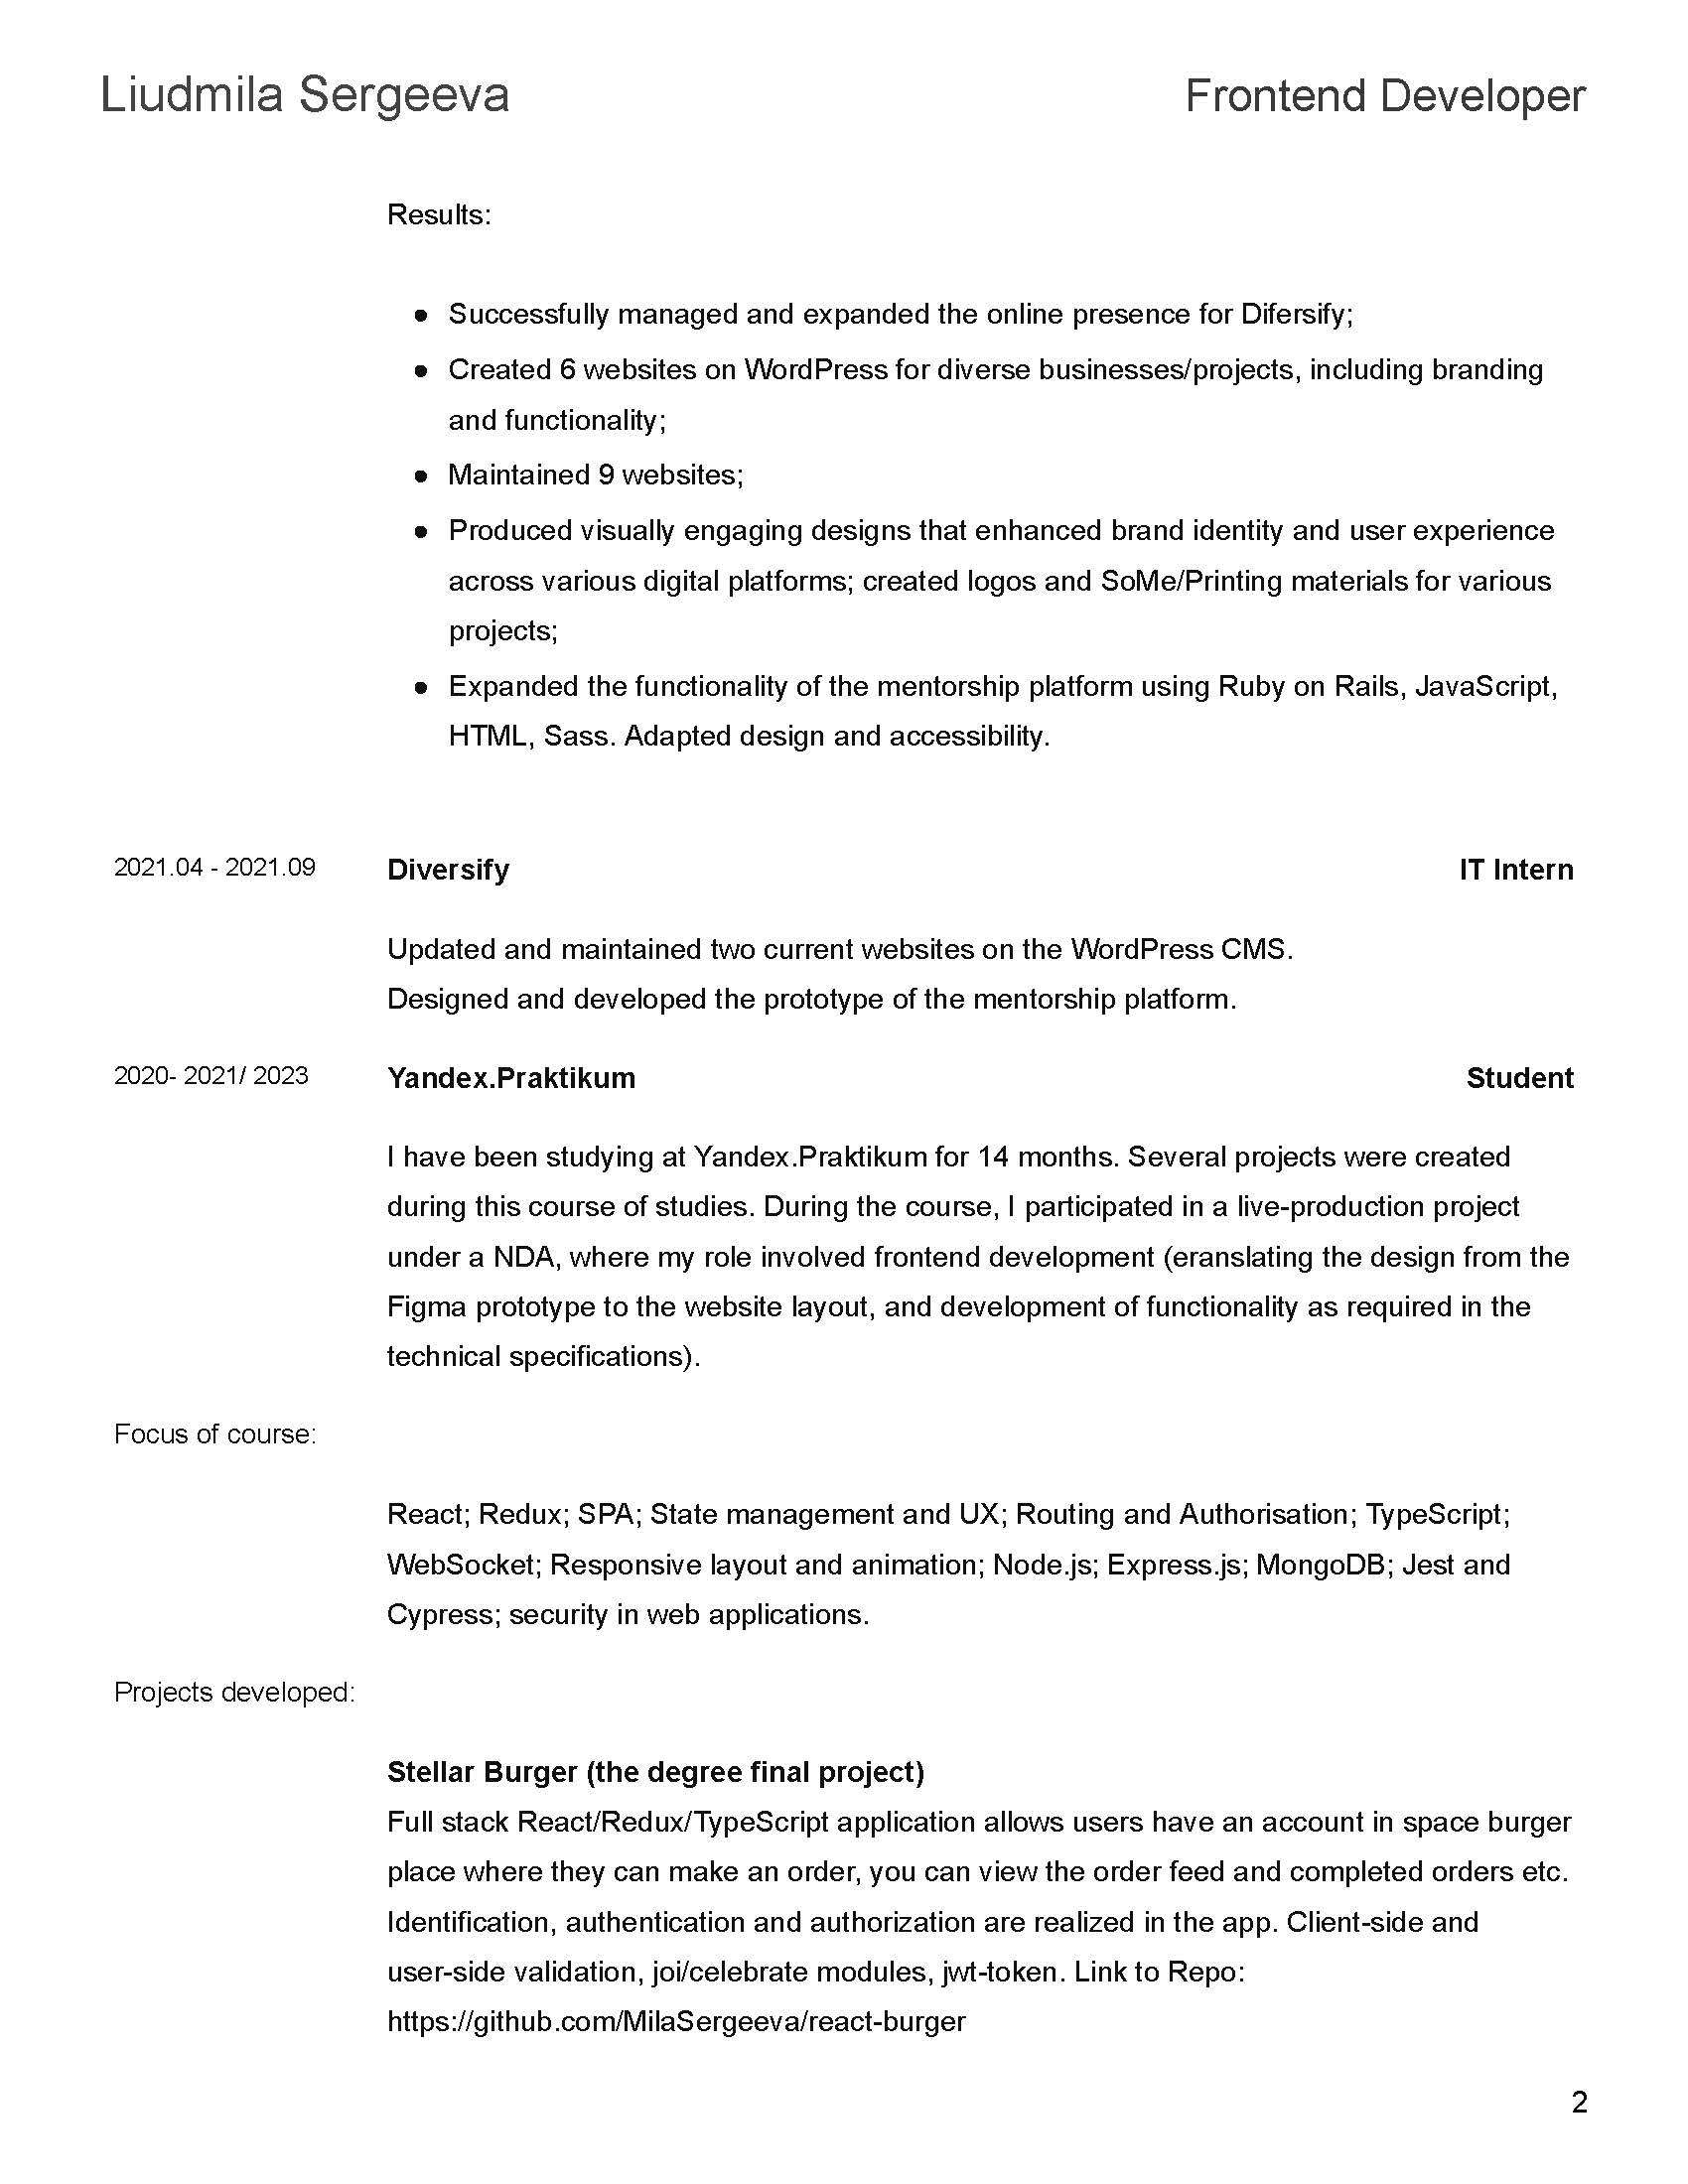 Liudmila Sergeeva Frontend Developer
Results:
● Successfully managed and expanded the online presence for Difersify;
● Created 6 websites on WordPress for diverse businesses/projects, including branding
and functionality;
● Maintained 9 websites;
● Produced visually engaging designs that enhanced brand identity and user experience
across various digital platforms; created logos and SoMe/Printing materials for various
projects;
● Expanded the functionality of the mentorship platform using Ruby on Rails, JavaScript,
HTML, Sass. Adapted design and accessibility.
2021.04 - 2021.09 Diversify IT Intern
Updated and maintained two current websites on the WordPress CMS.
Designed and developed the prototype of the mentorship platform.
2020- 2021/ 2023 Yandex.Praktikum Student
I have been studying at Yandex.Praktikum for 14 months. Several projects were created
during this course of studies. During the course, I participated in a live-production project
under a NDA, where my role involved frontend development (eranslating the design from the
Figma prototype to the website layout, and development of functionality as required in the
technical specifications).
Focus of course:
React; Redux; SPA; State management and UX; Routing and Authorisation; TypeScript;
WebSocket; Responsive layout and animation; Node.js; Express.js; MongoDB; Jest and
Cypress; security in web applications.
Projects developed:
Stellar Burger (the degree final project)
Full stack React/Redux/TypeScript application allows users have an account in space burger
place where they can make an order, you can view the order feed and completed orders etc.
Identification, authentication and authorization are realized in the app. Client-side and
user-side validation, joi/celebrate modules, jwt-token. Link to Repo:
https://github.com/MilaSergeeva/react-burger
2